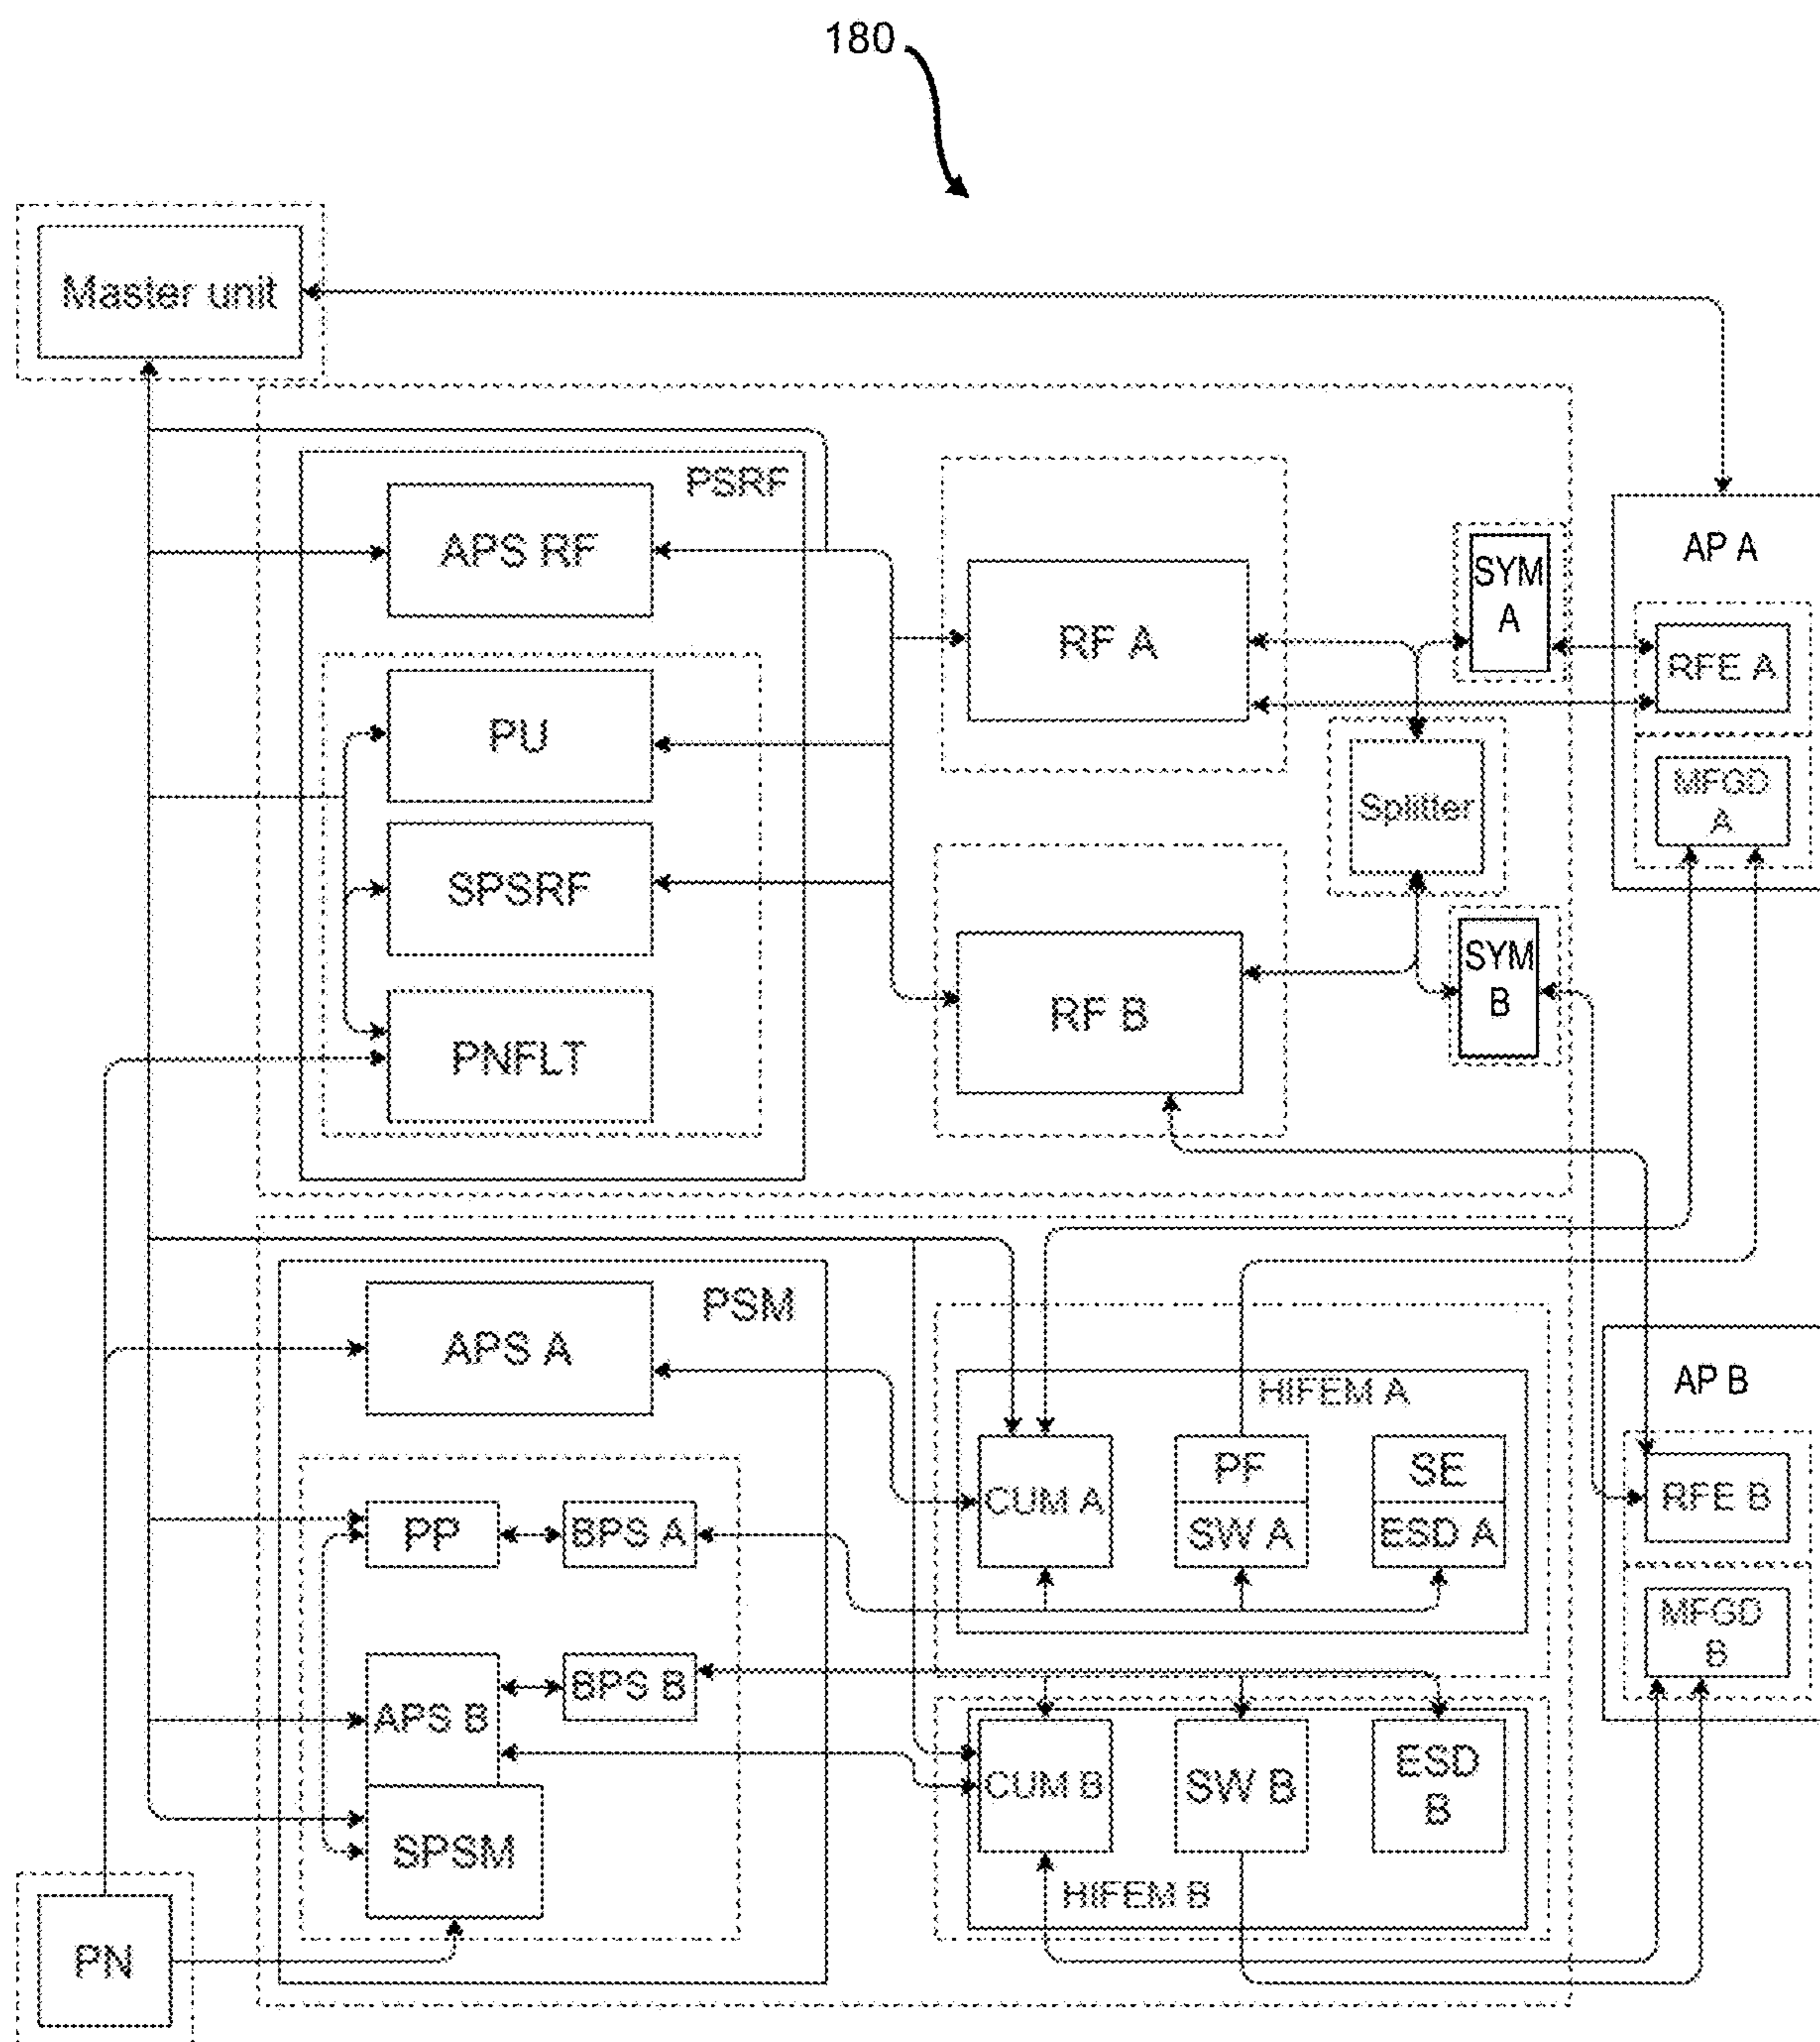 180
Master unit
PSRF
APS RF
PU
SPSRF
PNFLT
RF A
RF B
Splitter
SYM
A
SYM
B
AP A
RFE A
MFGD
A
PSM
APS A
PP
BPS A
APS B
BPS B
SPSM
PN
HIFEM A
CUM A
PF
SW A
SE
ESD A
CUM B
SW B
ESD
B
HIFEM B
AP B
RFE B
MFGD
B